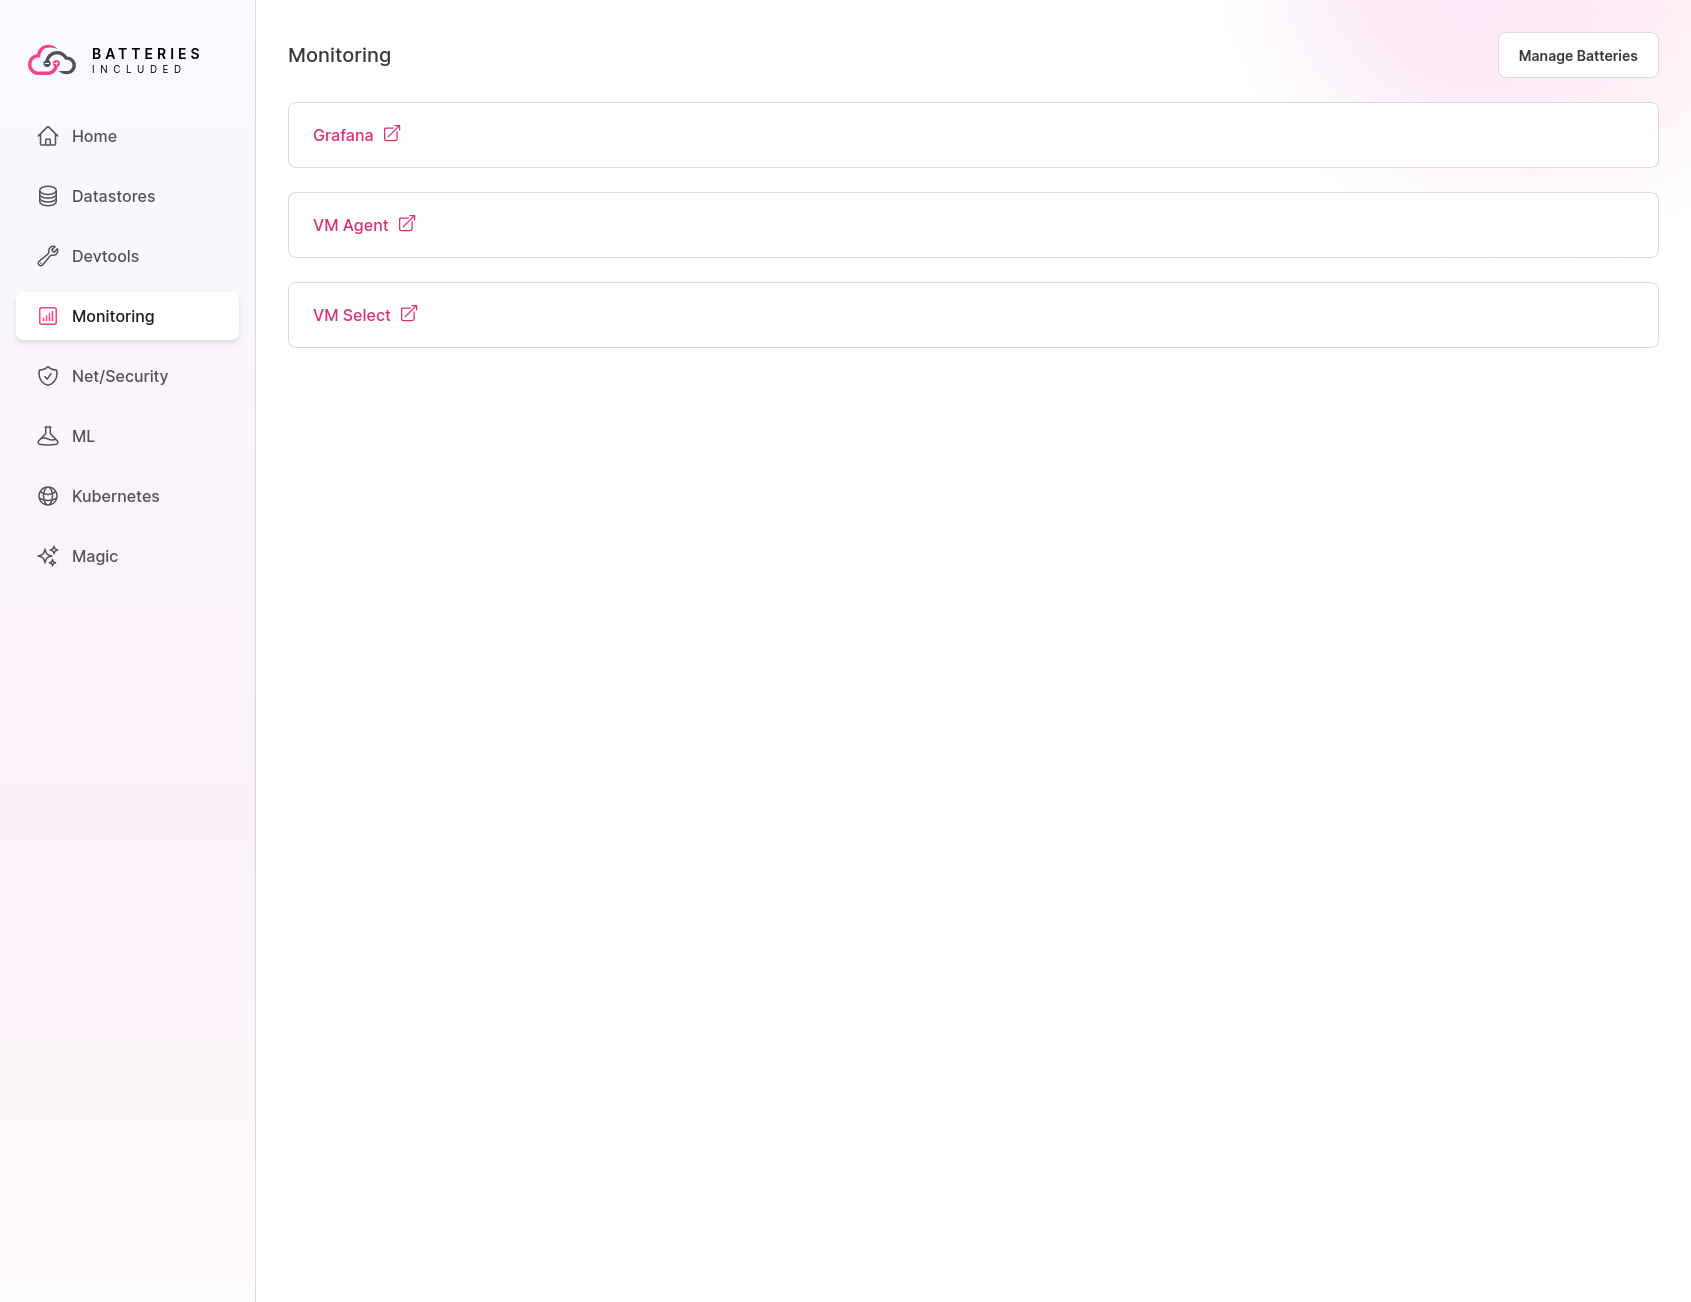 BATTERIES
INCLUDED
Home
Datastores
Devtools
Monitoring
Net/Security
ML
Kubernetes
Magic
Monitoring
Manage Batteries
Grafana
VM Agent
VM Select